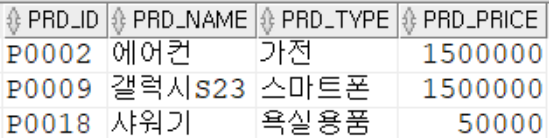 PRD_ID PRD_NAME PRD_TYPE PRD_PRICE
P0002 에어컨 가전 1500000
P0009 갤럭시S23 스마트폰 1500000
P0018 샤워기 욕실용품 50000